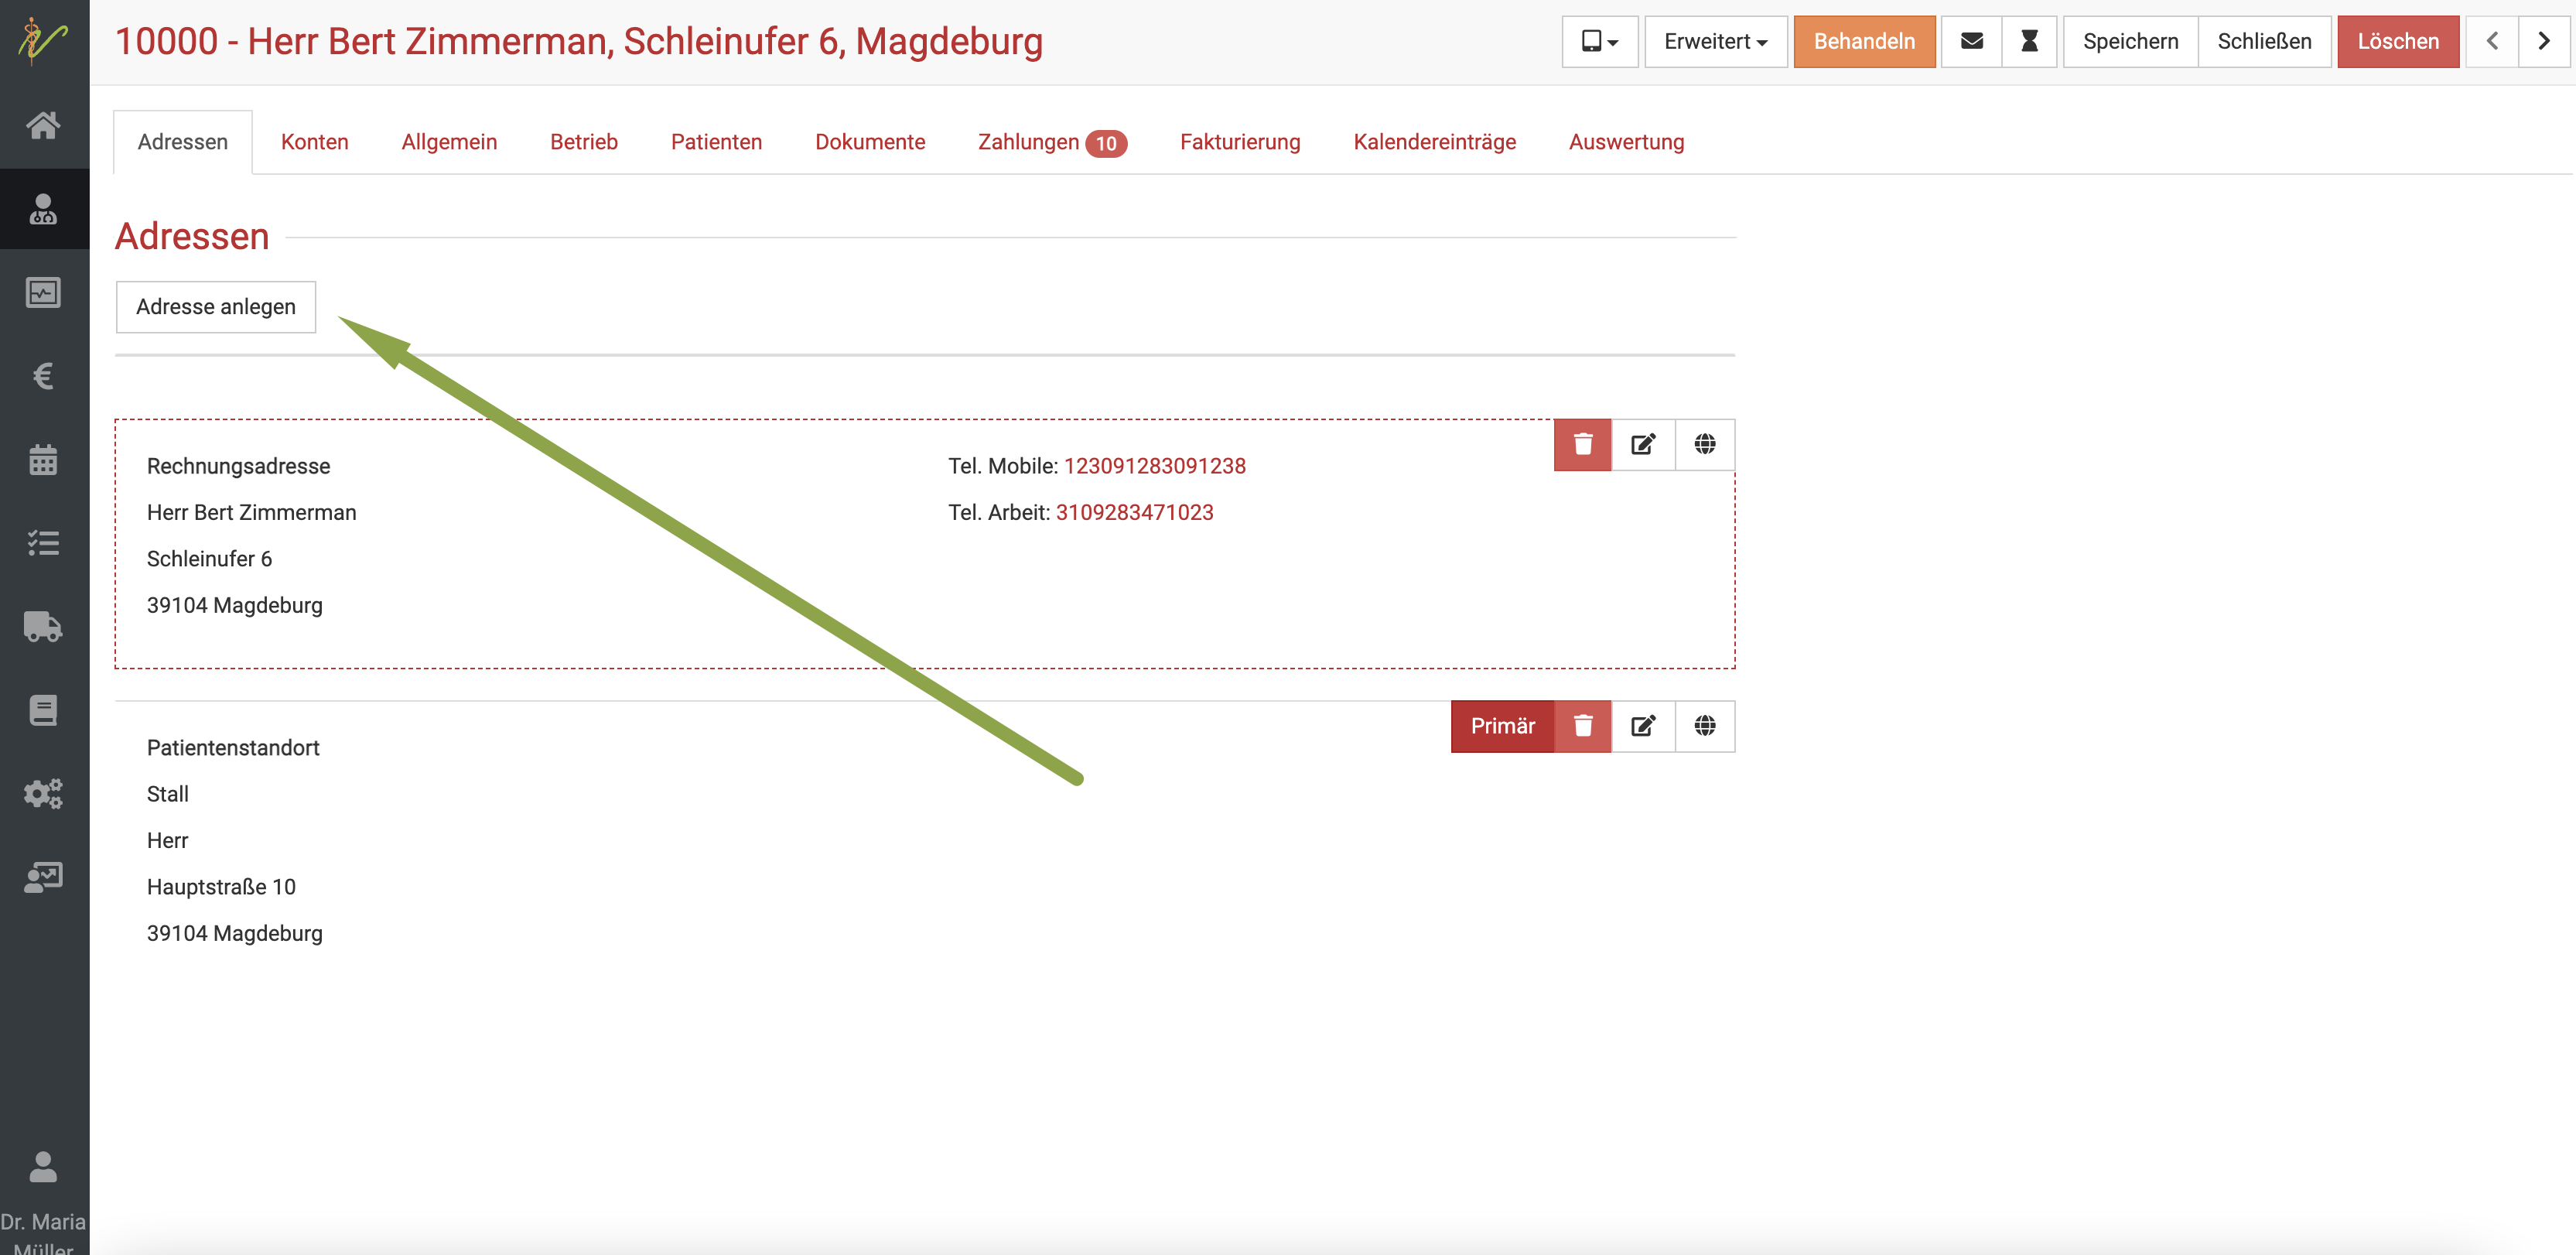 10000 - Herr Bert Zimmerman, Schleinufer 6, Magdeburg
Erweitert
Behandeln
Speichern
Schließen
Löschen
Adressen
Konten
Allgemein
Betrieb
Patienten
Dokumente
Zahlungen 10
Fakturierung
Kalendereinträge
Auswertung
Adressen
Adresse anlegen
Rechnungsadresse
Herr Bert Zimmerman
Schleinufer 6
39104 Magdeburg
Tel. Mobile: 123091283091238
Tel. Arbeit: 3109283471023
Primär
Patientenstandort
Stall
Herr
Hauptstraße 10
39104 Magdeburg
Dr. Maria
Müller